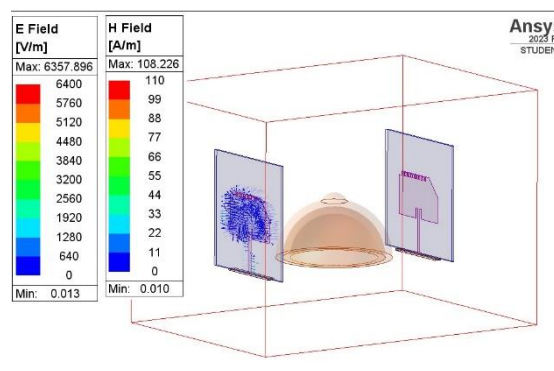 E Field
[V/m]
Max: 6357.896
6400
5760
5120
4480
3840
3200
2560
1920
1280
640
0
Min: 0.013
H Field
[A/m]
Max: 108.226
110
99
88
77
66
55
44
33
22
11
0
Min: 0.010
Ansy
2023 F
STUDEN